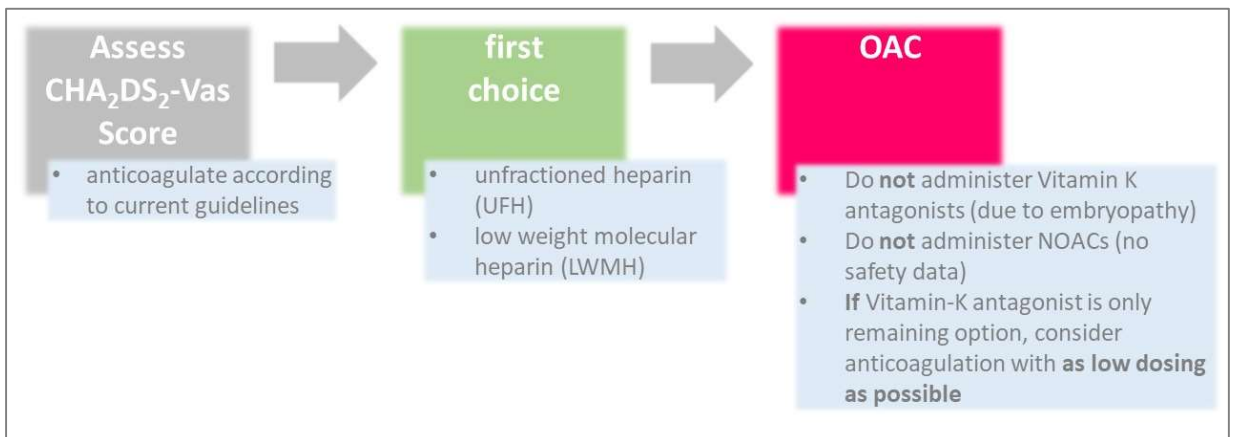 Assess
CHA₂DS₂-Vas
Score
• anticoagulate according
to current guidelines
first
choice
• unfractioned heparin
(UFH)
• low weight molecular
heparin (LWMH)
OAC
• Do not administer Vitamin K
antagonists (due to embryopathy)
• Do not administer NOACs (no
safety data)
• If Vitamin-K antagonist is only
remaining option, consider
anticoagulation with as low dosing
as possible